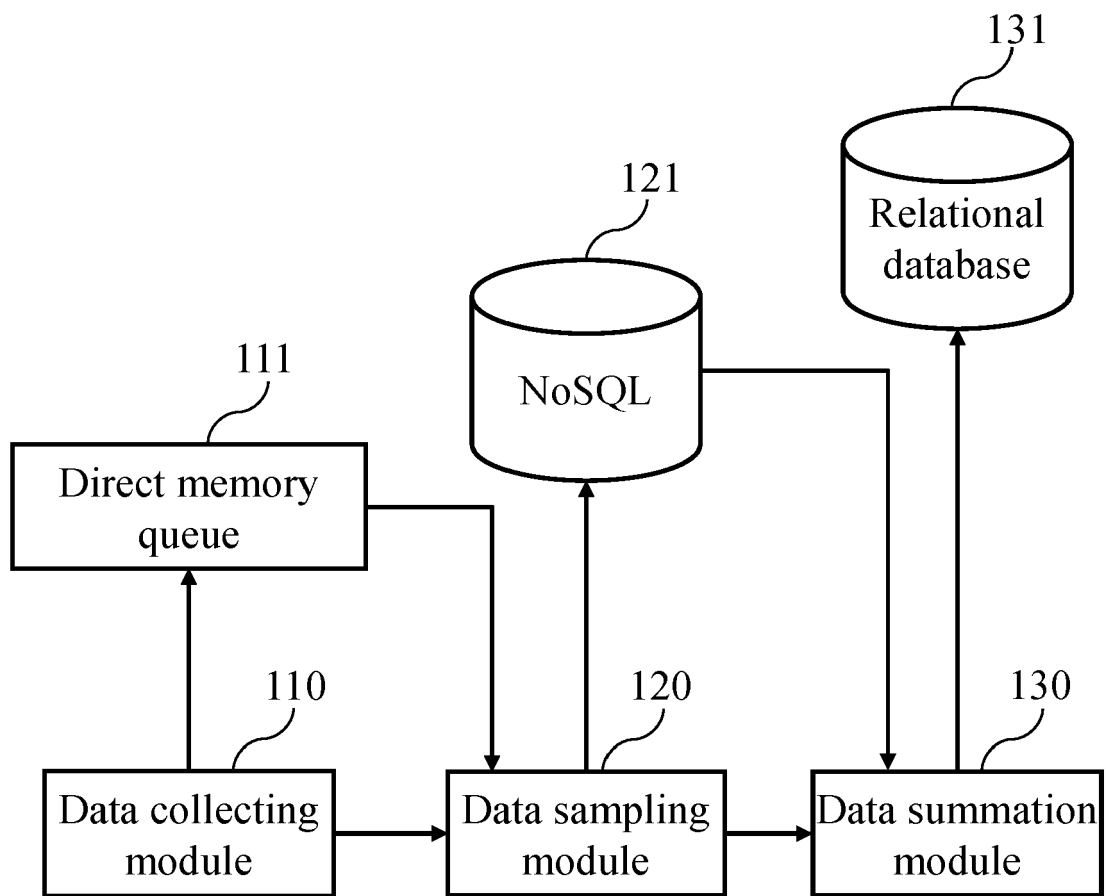 131
Relational
database
121
NoSQL
111
Direct memory
queue
110
Data collecting
module
120
Data sampling
module
130
Data summation
module